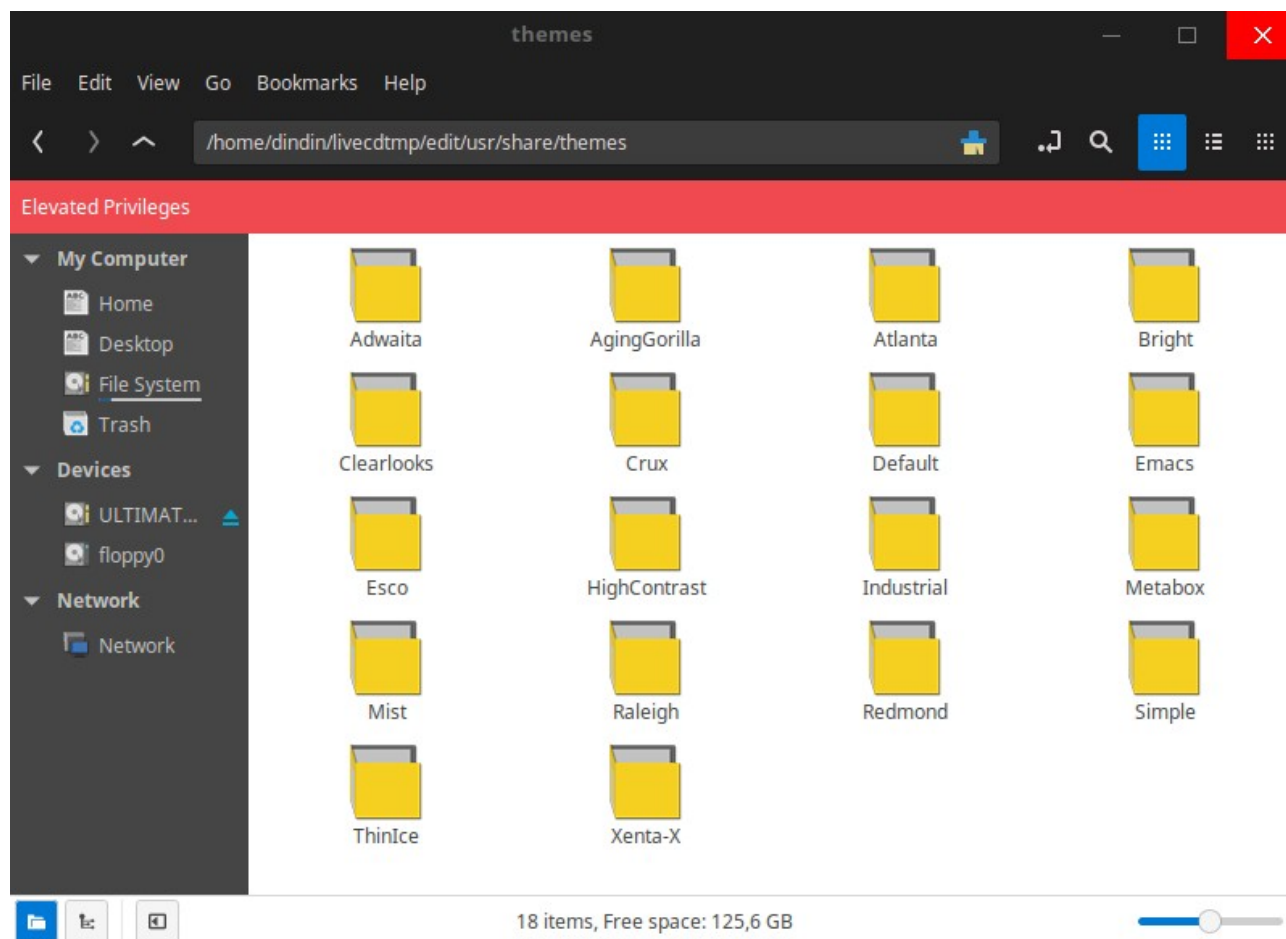 themes
File Edit View Go Bookmarks Help
/home/dindin/livecdtmp/edit/usr/share/themes
Elevated Privileges
My Computer
Home
Desktop
File System
Trash
Devices
ULTIMAT...
floppy0
Network
Network
Adwaita AgingGorilla Atlanta Bright
Clearlooks Crux Default Emacs
Esco HighContrast Industrial Metabox
Mist Raleigh Redmond Simple
ThinIce Xenta-X
18 items, Free space: 125,6 GB